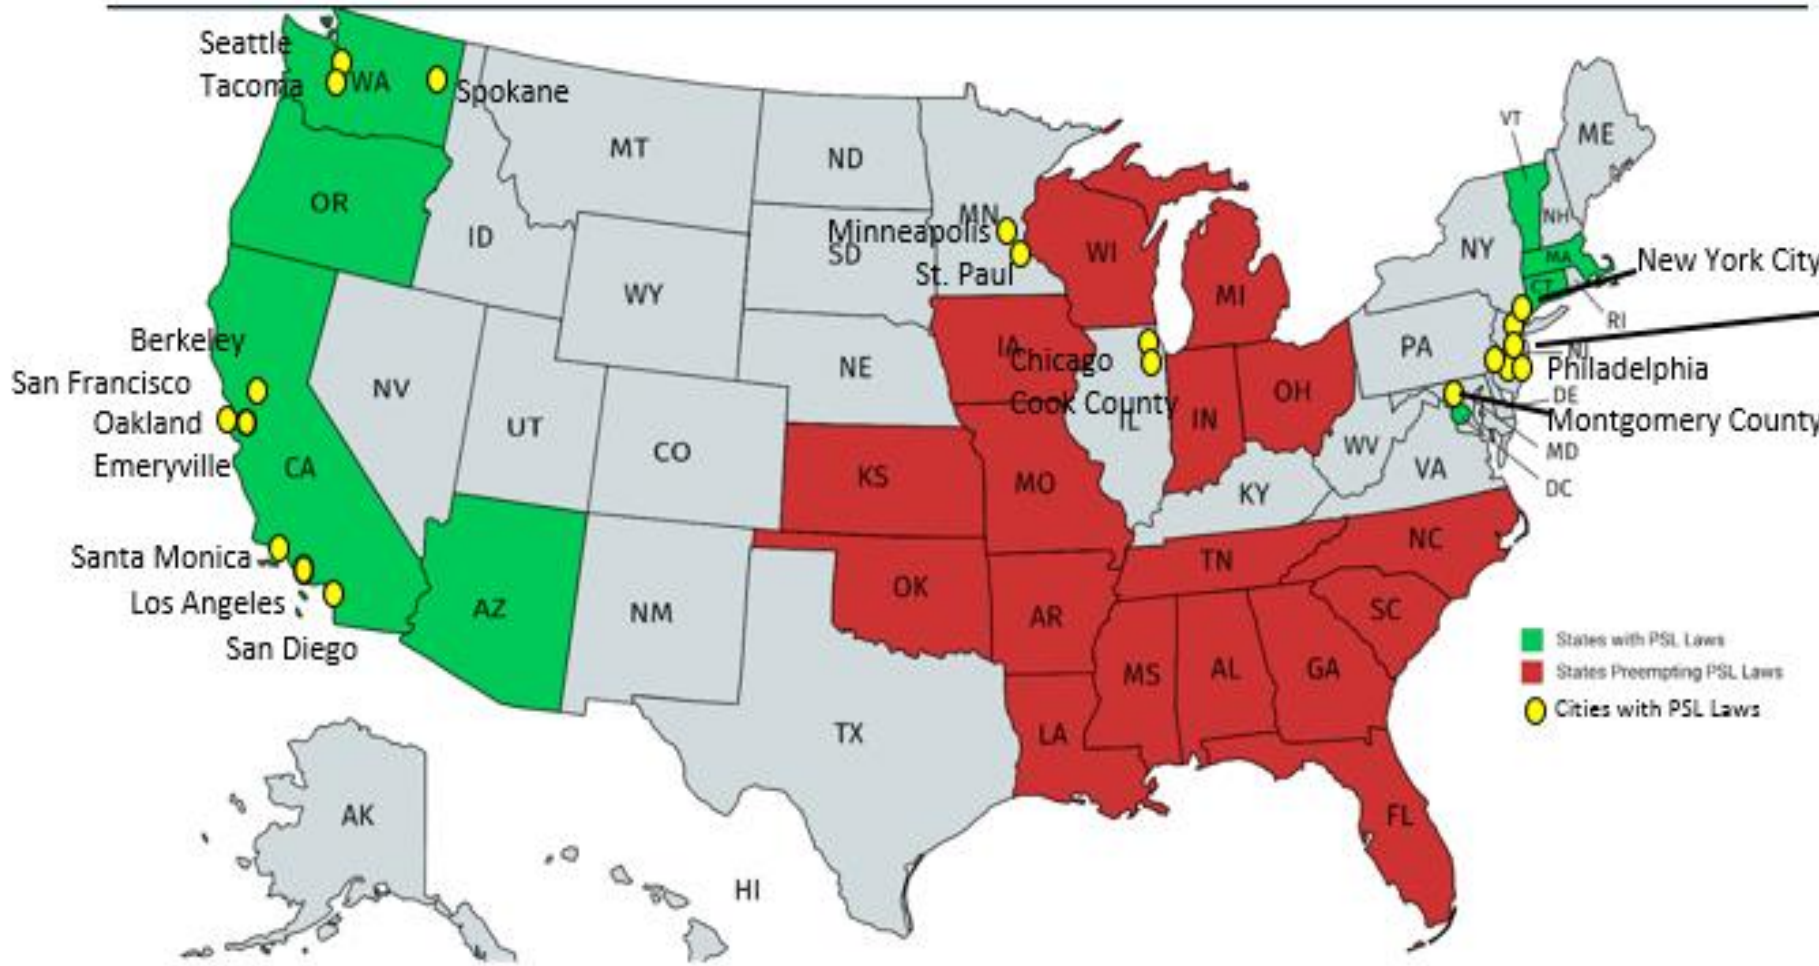 Seattle
Tacoma
WA
Spokane
MT
ND
VT
ME
OR
ID
MN
Minneapolis
SD
St. Paul
WI
NY
NH
MA
New York City
WY
MI
CT
RI
Berkeley
IA
Chicago
PA
NJ
San Francisco
NV
NE
OH
Philadelphia
Oakland
UT
CO
Cook County
IL
IN
DE
Montgomery County
Emeryville
CA
KS
MO
KY
WV
VA
MD
DC
Santa Monica
TN
NC
Los Angeles
AZ
NM
OK
AR
SC
San Diego
MS
AL
GA
States with PSL Laws
States Preempting PSL Laws
Cities with PSL Laws
TX
LA
AK
FL
HI